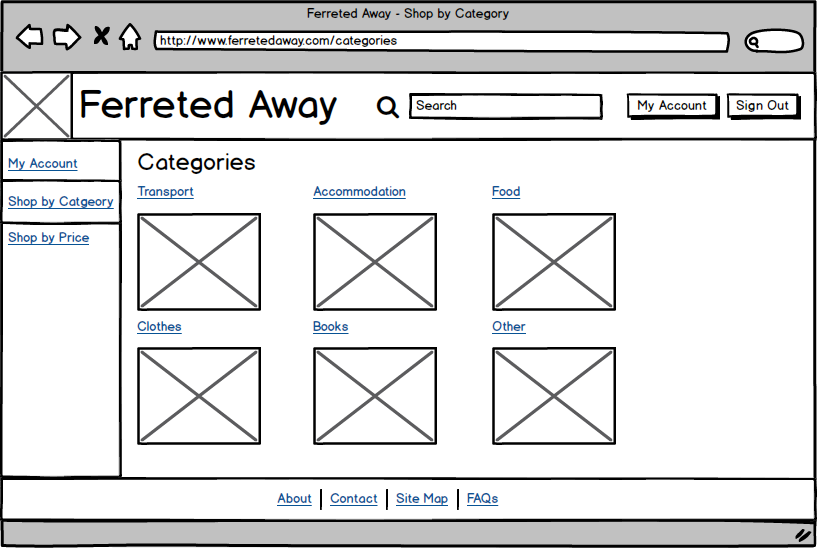 Ferreted Away - Shop by Category
http://www.ferretedaway.com/categories
Ferreted Away
Search
My Account
Sign Out
My Account
Shop by Catgeory
Shop by Price
Categories
Transport
Accommodation
Food
Clothes
Books
Other
About
Contact
Site Map
FAQs